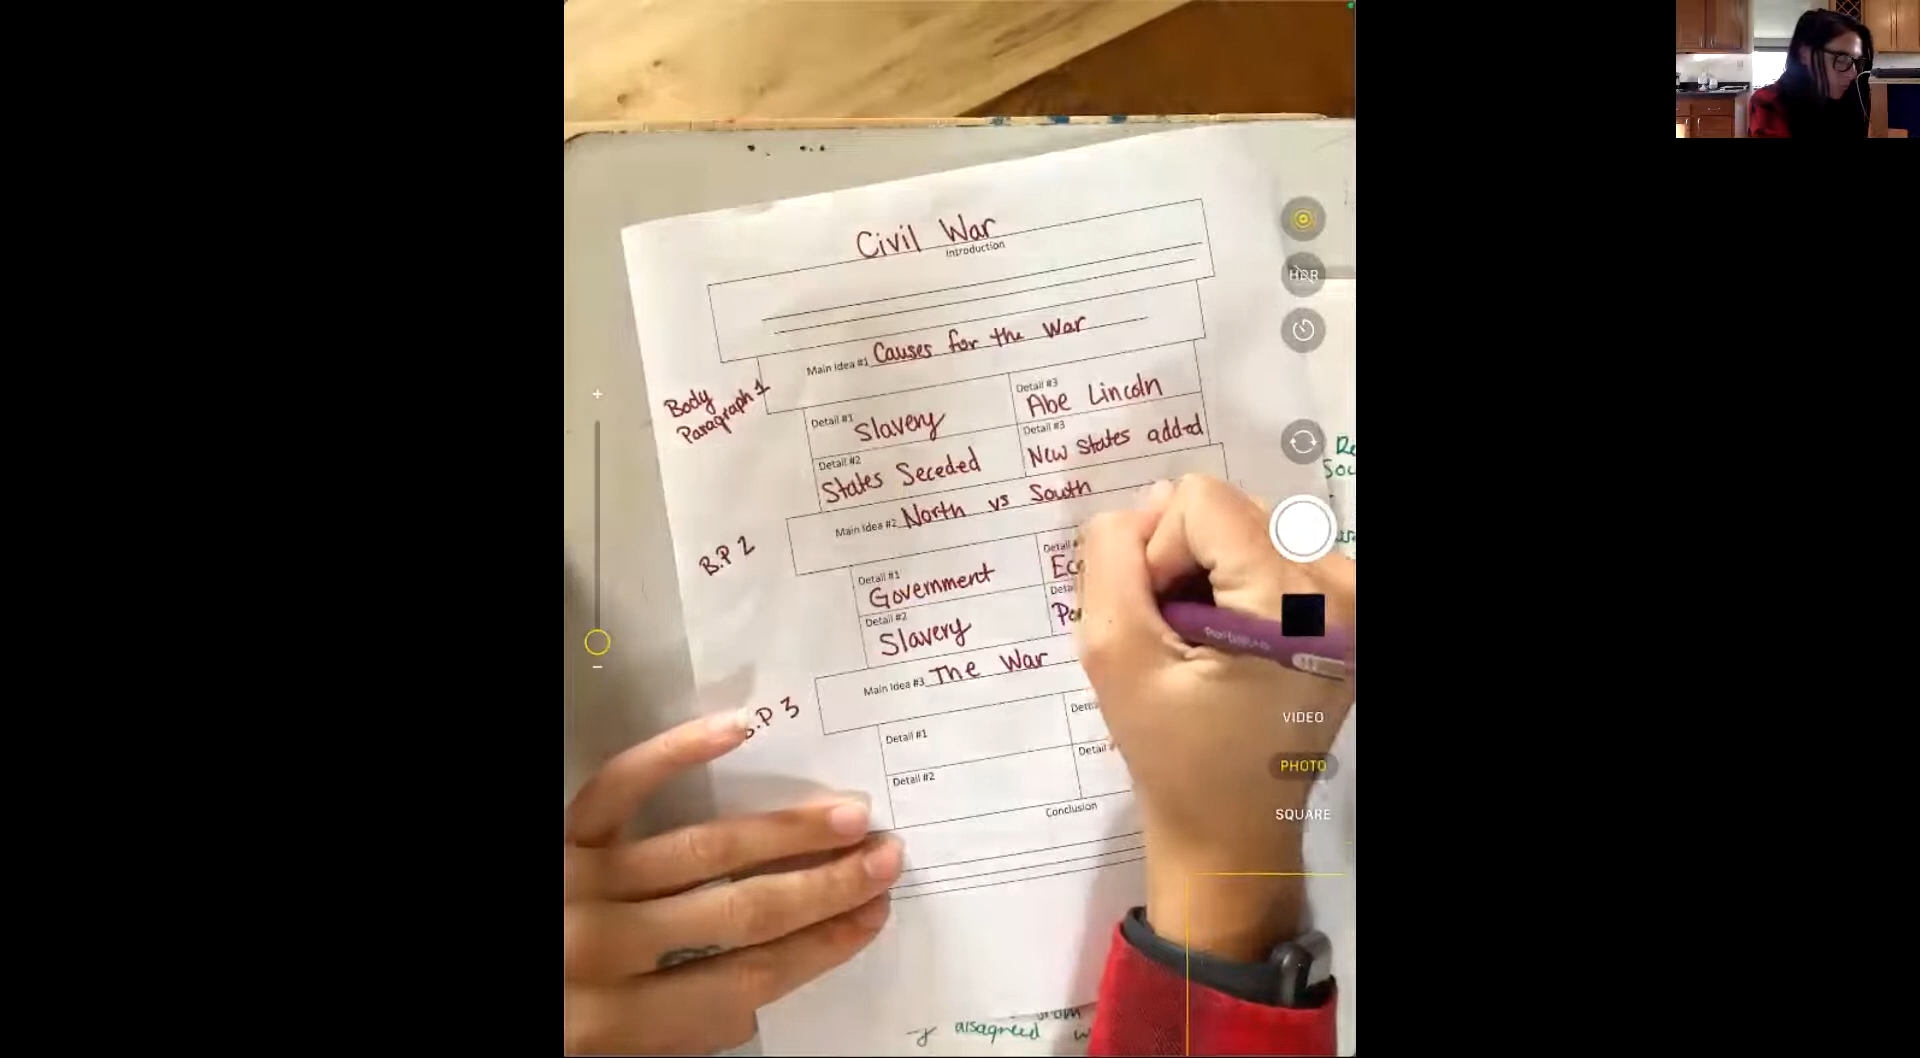 Civil War
Introduction
Main Idea #1 Causes for the War
Body
Paragraph 1
Detail #1 Slavery
Detail #3
Abe Lincoln
Detail #2
States Seceded
Detail #3
New States added
B.P 2
Main Idea #2 North vs South
Detail #1
Government
Detail #2
Slavery
B.P 3
Main Idea #3 The War
Detail #1
Detail #2
Conclusion
disagreed
HDR
VIDEO
PHOTO
SQUARE